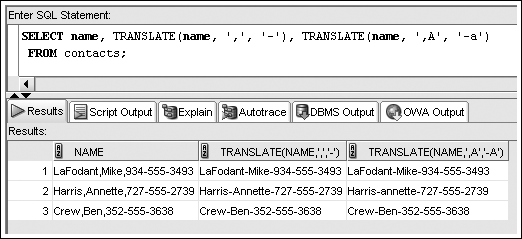 Enter SQL Statement:
SELECT name, TRANSLATE(name, ',', '-'), TRANSLATE(name, ',A', '-a')
FROM contacts;
Results Script Output Explain Autotrace DBMS Output OWA Output
Results:
NAME TRANSLATE(NAME,',','-') TRANSLATE(NAME,',A','-A')
1 LaFodant,Mike,934-555-3493 LaFodant-Mike-934-555-3493 LaFodant-Mike-934-555-3493
2 Harris,Annette,727-555-2739 Harris-Annette-727-555-2739 Harris-annette-727-555-2739
3 Crew,Ben,352-555-3638 Crew-Ben-352-555-3638 Crew-Ben-352-555-3638